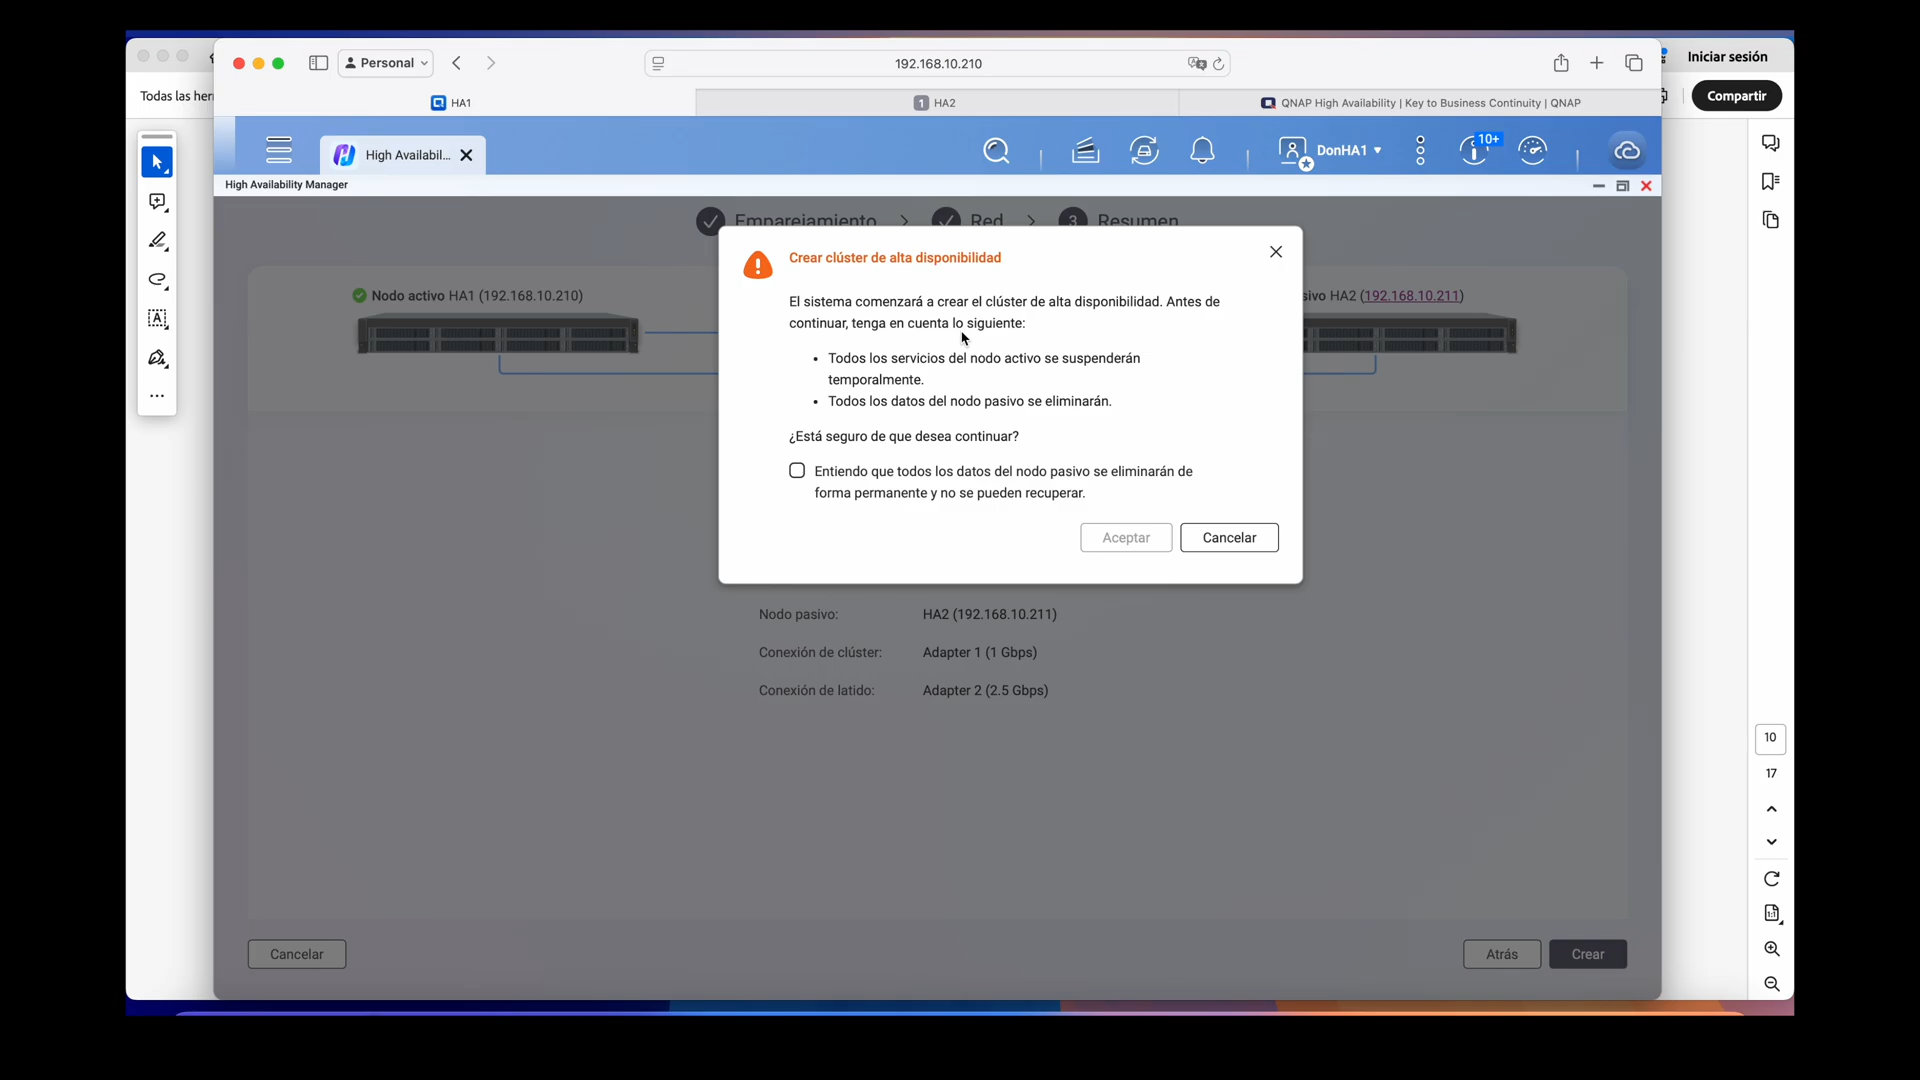 Iniciar sesión
Personal
192.168.10.210
Todas las her
HA1
1 HA2
QNAP High Availability | Key to Business Continuity | QNAP
Compartir
High Availabil...
DonHA1
10+
High Availability Manager
Emparejamiento
Red
3 Resumen
Crear clúster de alta disponibilidad
Nodo activo HA1 (192.168.10.210)
sivo HA2 (192.168.10.211)
El sistema comenzará a crear el clúster de alta disponibilidad. Antes de
continuar, tenga en cuenta lo siguiente:
• Todos los servicios del nodo activo se suspenderán
temporalmente.
• Todos los datos del nodo pasivo se eliminarán.
¿Está seguro de que desea continuar?
Entiendo que todos los datos del nodo pasivo se eliminarán de
forma permanente y no se pueden recuperar.
Aceptar
Cancelar
Nodo pasivo: HA2 (192.168.10.211)
Conexión de clúster: Adapter 1 (1 Gbps)
Conexión de latido: Adapter 2 (2.5 Gbps)
10
17
Cancelar
Atrás
Crear